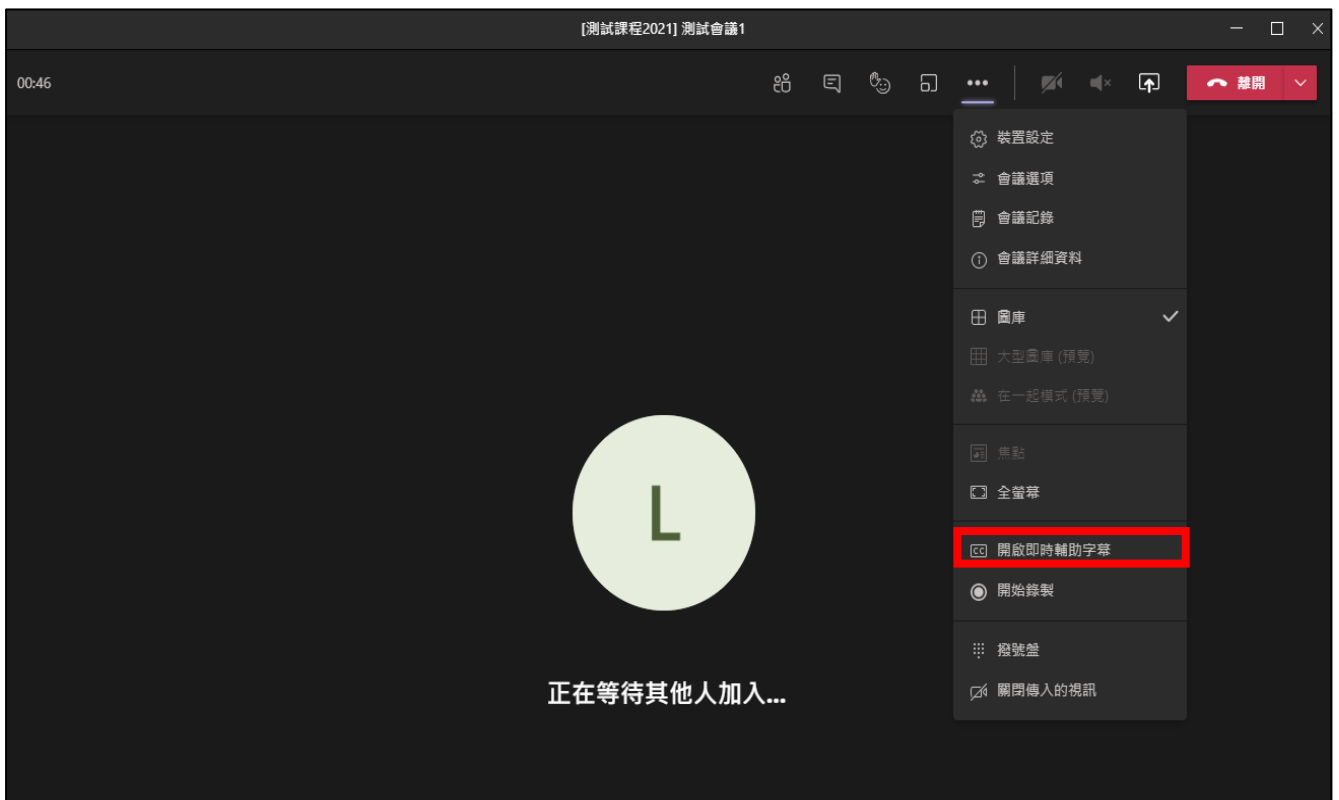 [測試課程2021] 測試會議1
00:46
離開
裝置設定
會議選項
會議記錄
會議詳細資料
圖庫
大型圖庫 (預覽)
在一起模式 (預覽)
焦點
全螢幕
CC 開啟即時輔助字幕
開始錄製
撥號盤
關閉傳入的視訊
L
正在等待其他人加入...